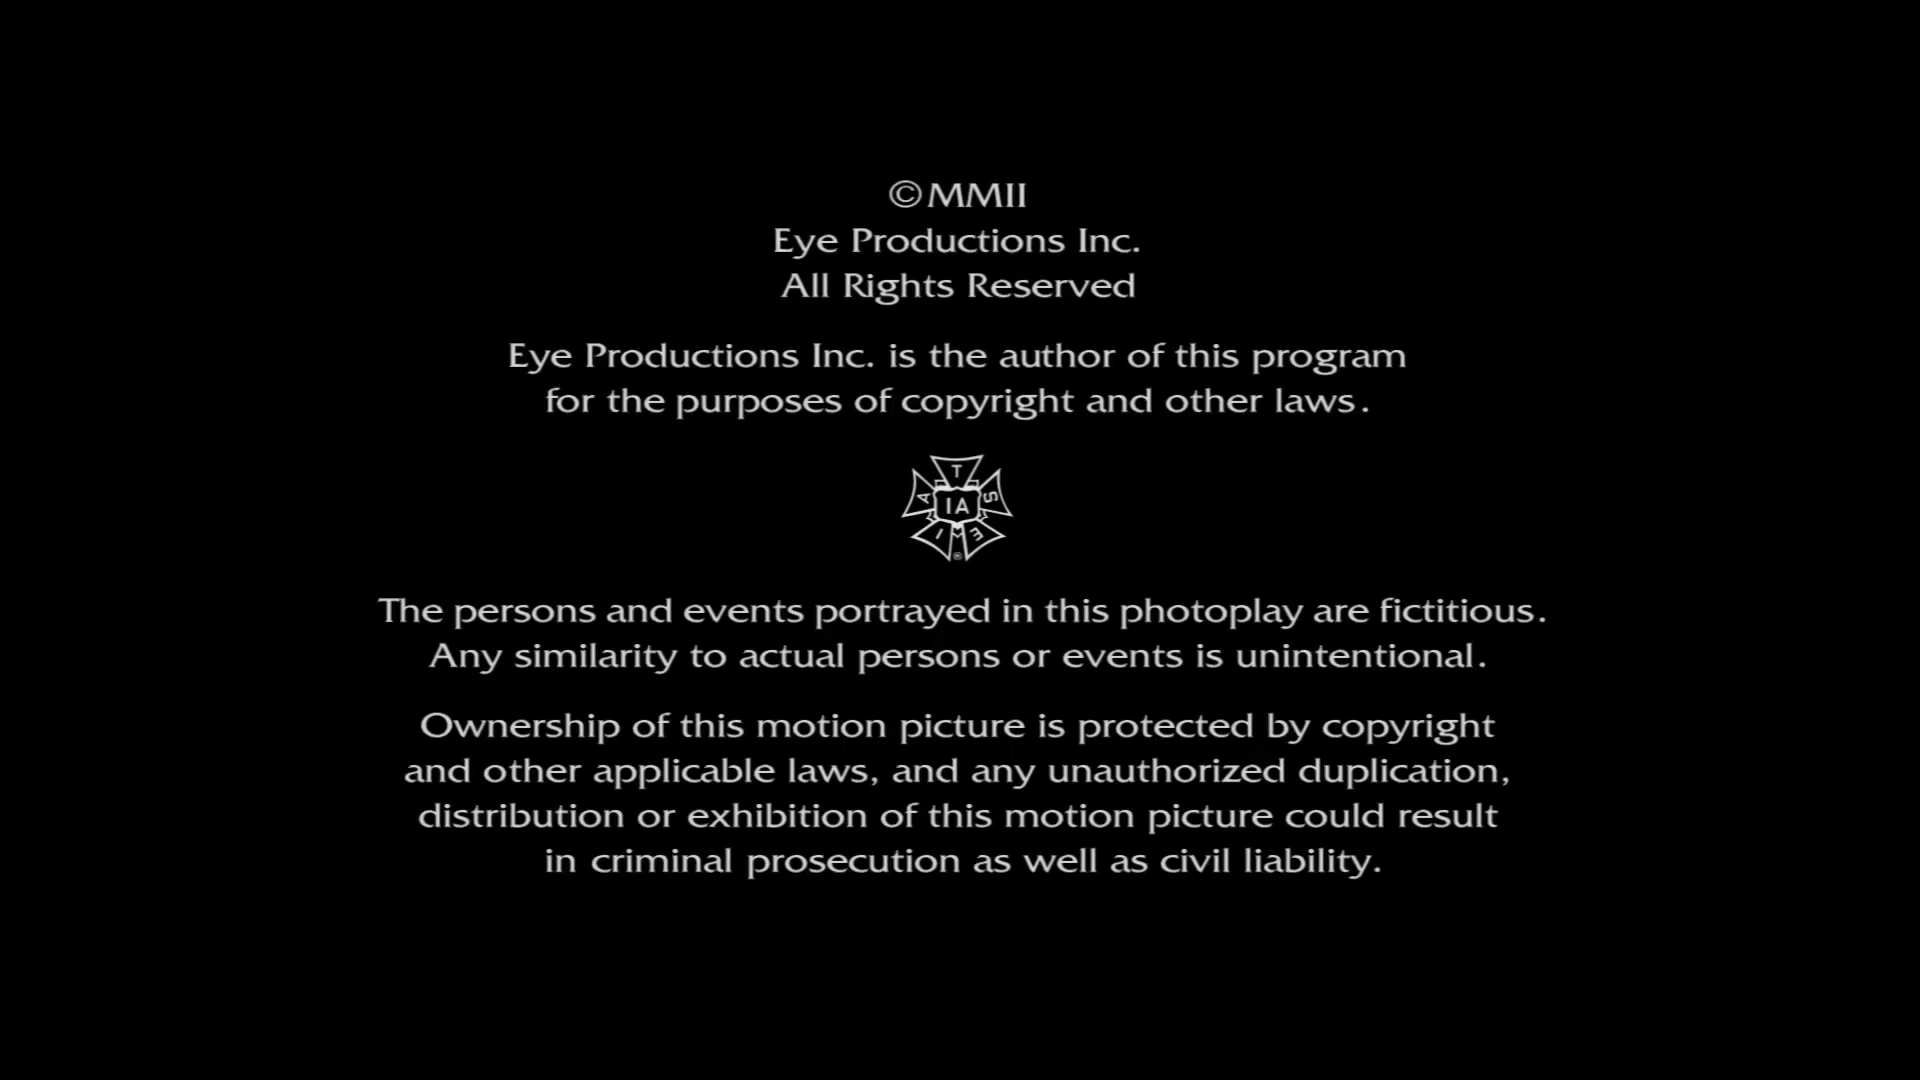 ©MMII
Eye Productions Inc.
All Rights Reserved
Eye Productions Inc. is the author of this program
for the purposes of copyright and other laws.
I A T S E
IA
®
The persons and events portrayed in this photoplay are fictitious.
Any similarity to actual persons or events is unintentional.
Ownership of this motion picture is protected by copyright
and other applicable laws, and any unauthorized duplication,
distribution or exhibition of this motion picture could result
in criminal prosecution as well as civil liability.